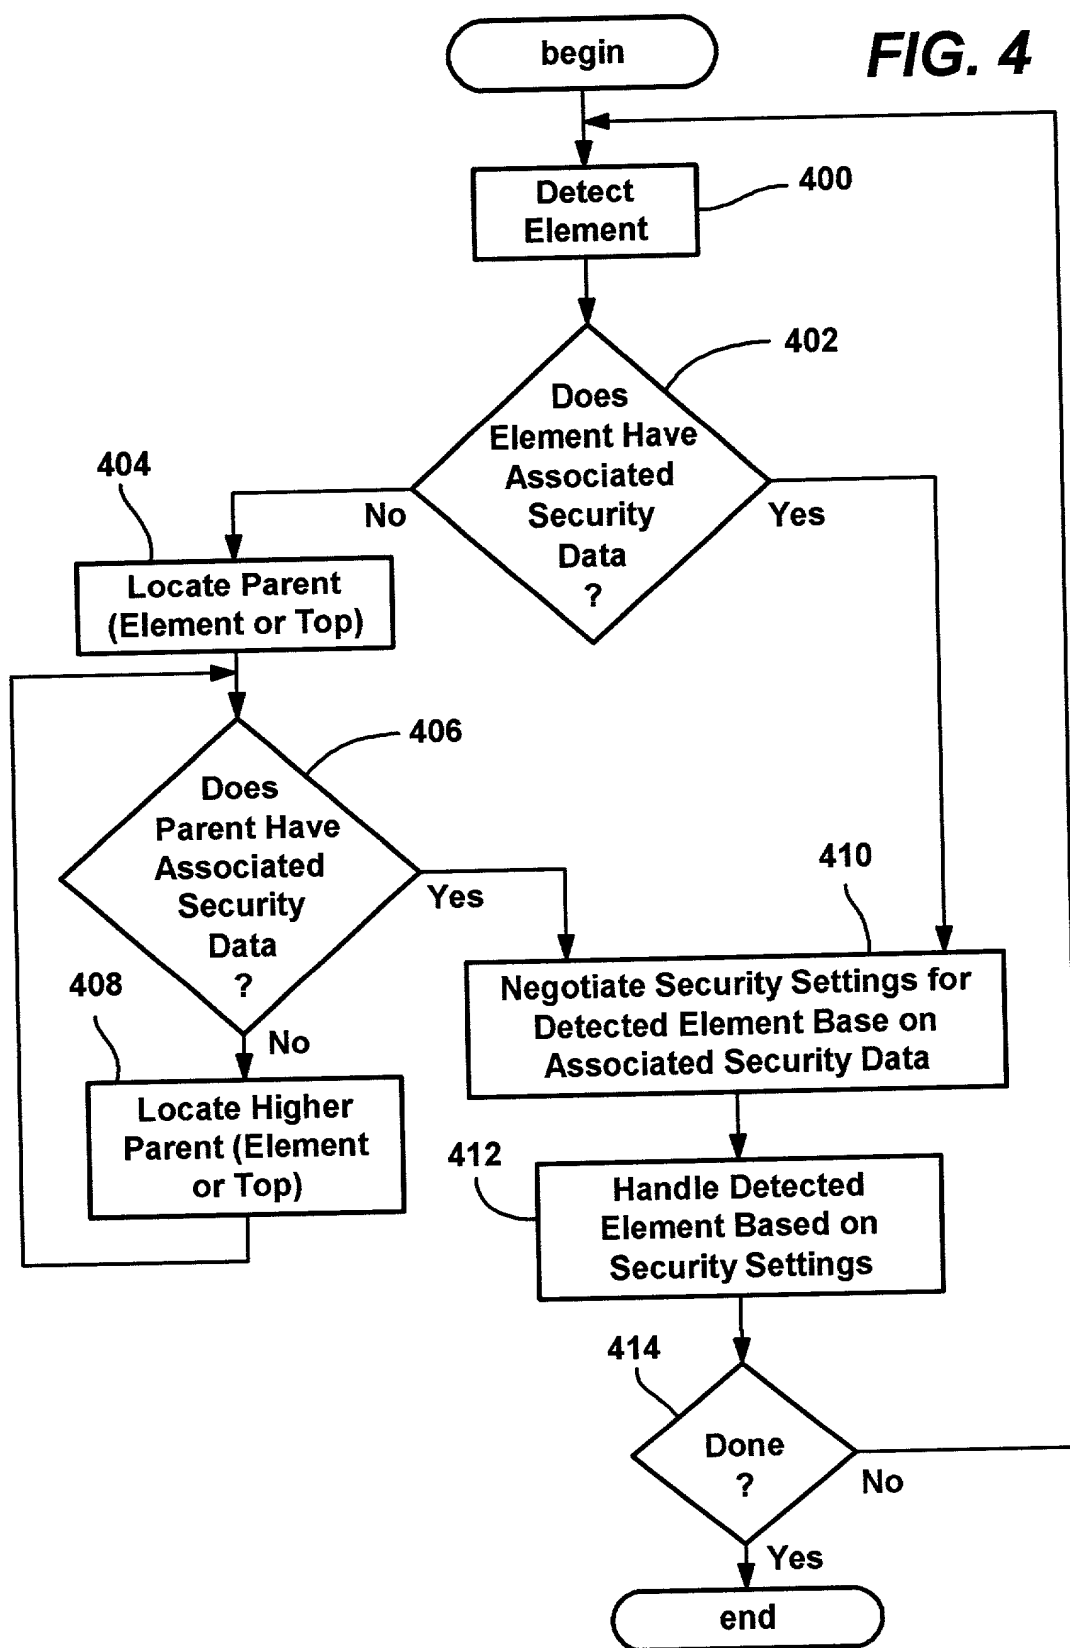 begin
FIG. 4
Detect
Element
400
402
Does
Element Have
Associated
Security
Data
?
No
Yes
404
Locate Parent
(Element or Top)
406
Does
Parent Have
Associated
Security
Data
?
Yes
No
408
Locate Higher
Parent (Element
or Top)
410
Negotiate Security Settings for
Detected Element Base on
Associated Security Data
412
Handle Detected
Element Based on
Security Settings
414
Done
?
No
Yes
end